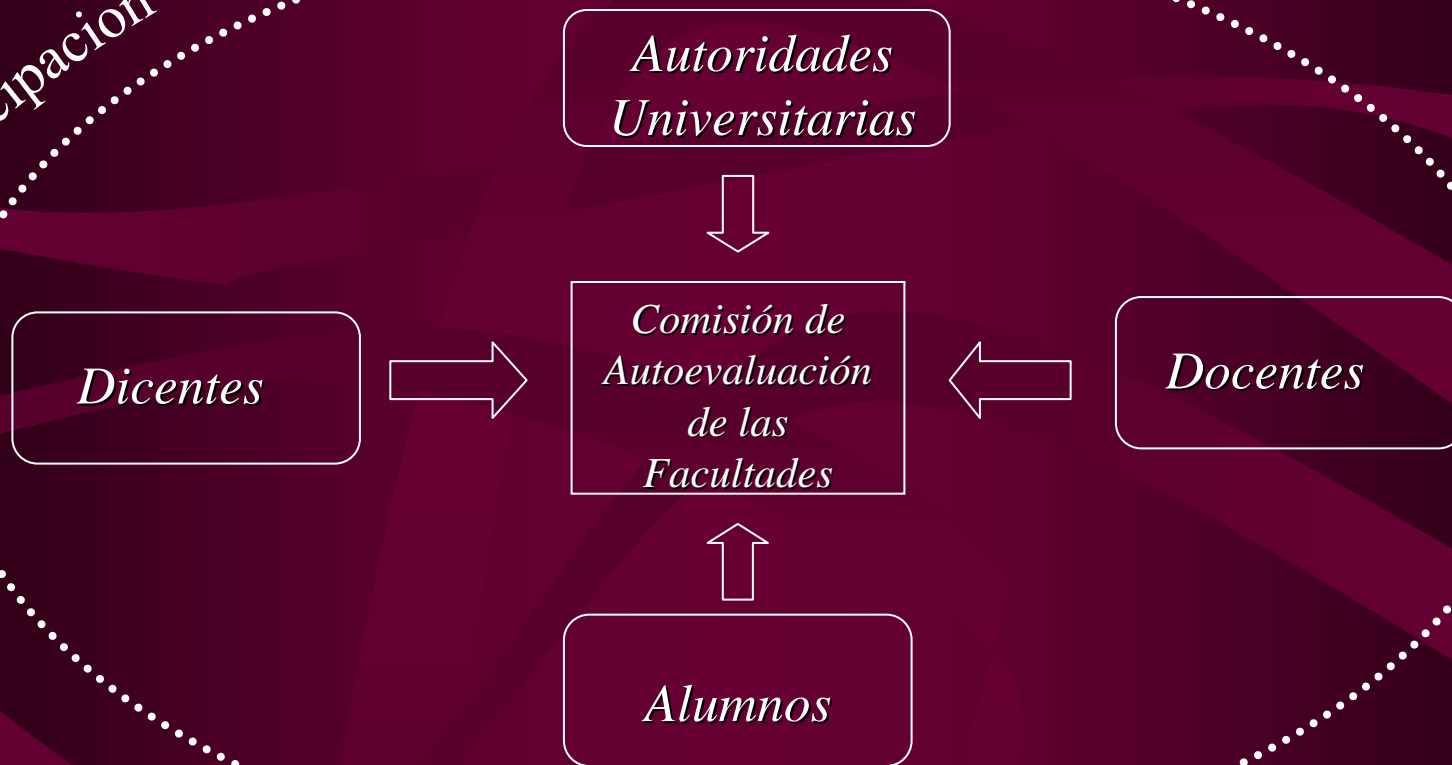 Autoridades
Universitarias
Comisión de
Autoevaluación
de las
Facultades
Dicentes
Docentes
Alumnos